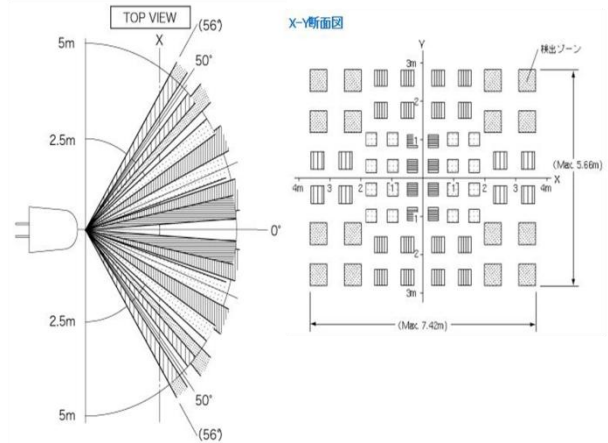 TOP VIEW
X
(56°)
50°
5m
2.5m
0°
2.5m
5m
50°
(56°)
X-Y断面図
Y
検出ゾーン
3m
2
1
(Max. 5.66m)
4m 3 2 1 1 2 3 4m X
1
2
3m
(Max. 7.42m)